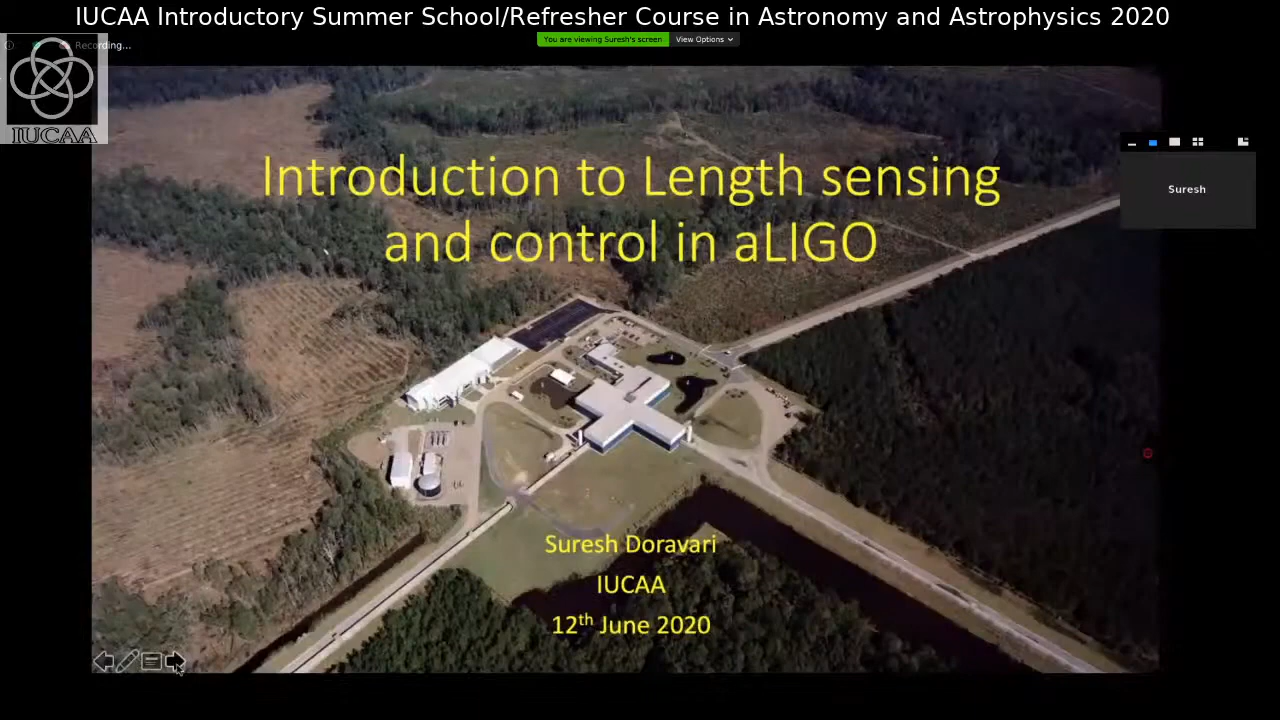 IUCAA Introductory Summer School/Refresher Course in Astronomy and Astrophysics 2020
Recording...
You are viewing Suresh's screen
View Options
IUCAA
Introduction to Length sensing
and control in aLIGO
Suresh
Suresh Doravari
IUCAA
12th June 2020